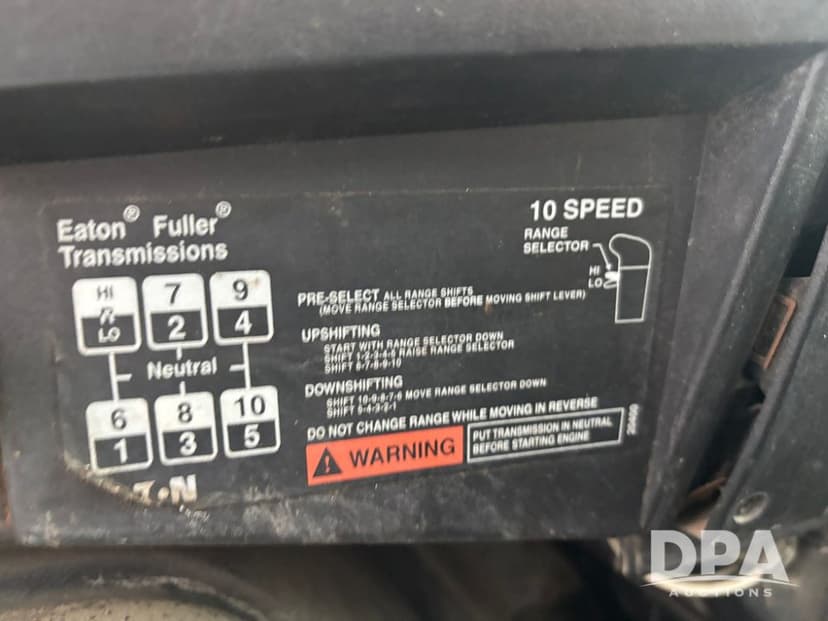 Eaton® Fuller®
Transmissions
10 SPEED
RANGE
SELECTOR
HI
LO
HI
R
LO
7
2
9
4
Neutral
6
1
8
3
10
5
PRE-SELECT ALL RANGE SHIFTS
(MOVE RANGE SELECTOR BEFORE MOVING SHIFT LEVER)
UPSHIFTING
START WITH RANGE SELECTOR DOWN
SHIFT 1-2-3-4-5 RAISE RANGE SELECTOR
SHIFT 6-7-8-9-10
DOWNSHIFTING
SHIFT 10-9-8-7-6 MOVE RANGE SELECTOR DOWN
SHIFT 5-4-3-2-1
DO NOT CHANGE RANGE WHILE MOVING IN REVERSE
WARNING
PUT TRANSMISSION IN NEUTRAL
BEFORE STARTING ENGINE
DPA
AUCTIONS